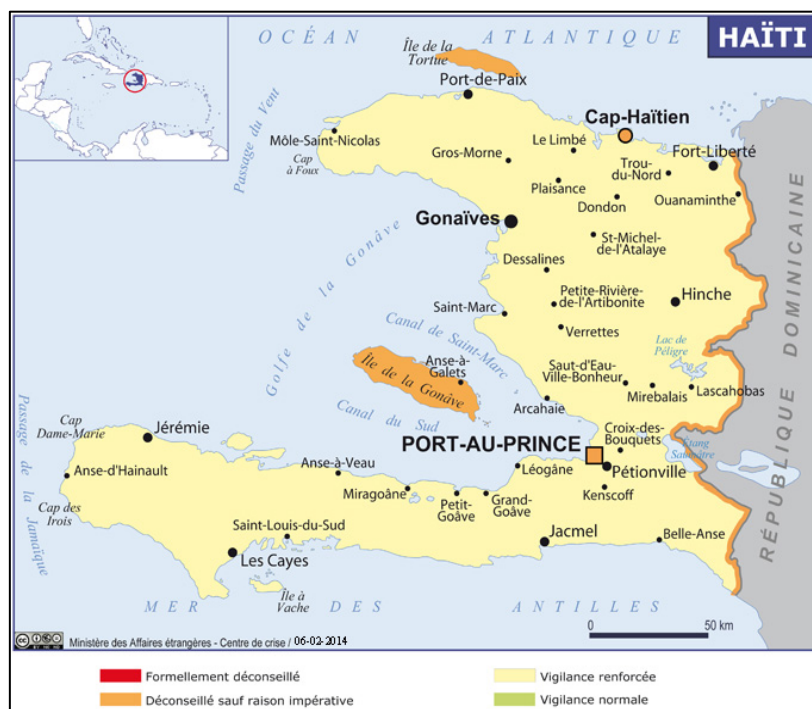 HAÏTI
OCÉAN ATLANTIQUE
Île de la
Tortue
Port-de-Paix
Passage du Vent
Môle-Saint-Nicolas
Cap
à Foux
Cap-Haïtien
Le Limbé
Gros-Morne
Fort-Liberté
Trou-
du-Nord
Plaisance
Ouanaminthe
Dondon
Gonaïves
St-Michel-
de-l'Atalaye
Dessalines
Golfe de la Gonâve
Hinche
Petite-Rivière-
de-l'Artibonite
Saint-Marc
Canal de Saint-Marc
Verrettes
Lac de
Péligre
Île de la Gonâve
Anse-à-
Galets
Saut-d'Eau-
Ville-Bonheur
Mirebalais
Lascahobas
Arcahaie
Canal du Sud
Croix-des-
Bouquets
PORT-AU-PRINCE
Étang
Saumâtre
Pétionville
Léogâne
Kenscoff
RÉPUBLIQUE DOMINICAINE
Passage de la Jamaïque
Cap
Dame-Marie
Jérémie
Anse-d'Hainault
Cap des
Irois
Anse-à-Veau
Miragoâne
Petit-
Goâve
Grand-
Goâve
Saint-Louis-du-Sud
Les Cayes
Jacmel
Belle-Anse
Île à
Vache
MER DES ANTILLES
0 50 km
Ministère des Affaires étrangères - Centre de crise / 06-02-2014
Formellement déconseillé
Vigilance renforcée
Déconseillé sauf raison impérative
Vigilance normale